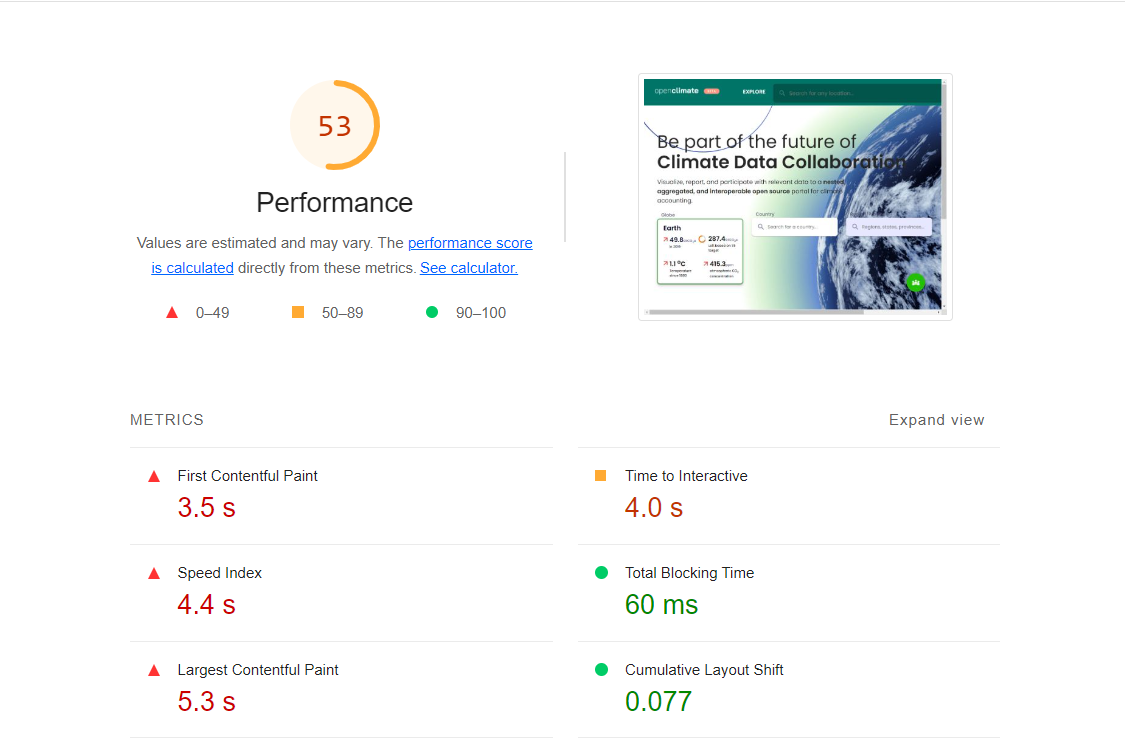 53
Performance
Values are estimated and may vary. The performance score
is calculated directly from these metrics. See calculator.
0–49
50–89
90–100
openclimate
EXPLORE
Search for any location...
Be part of the future of
Climate Data Collaboration
Visualize, report, and participate with relevant data to a nested,
aggregated, and interoperable open source portal for climate
accounting.
Globe
Country
Earth
49.8
287.4
1.1 °C
Temperature
415.3
atmospheric CO₂
concentration
Search for a country..
Regions, states, provinces..
METRICS
Expand view
First Contentful Paint
3.5 s
Time to Interactive
4.0 s
Speed Index
4.4 s
Total Blocking Time
60 ms
Largest Contentful Paint
5.3 s
Cumulative Layout Shift
0.077